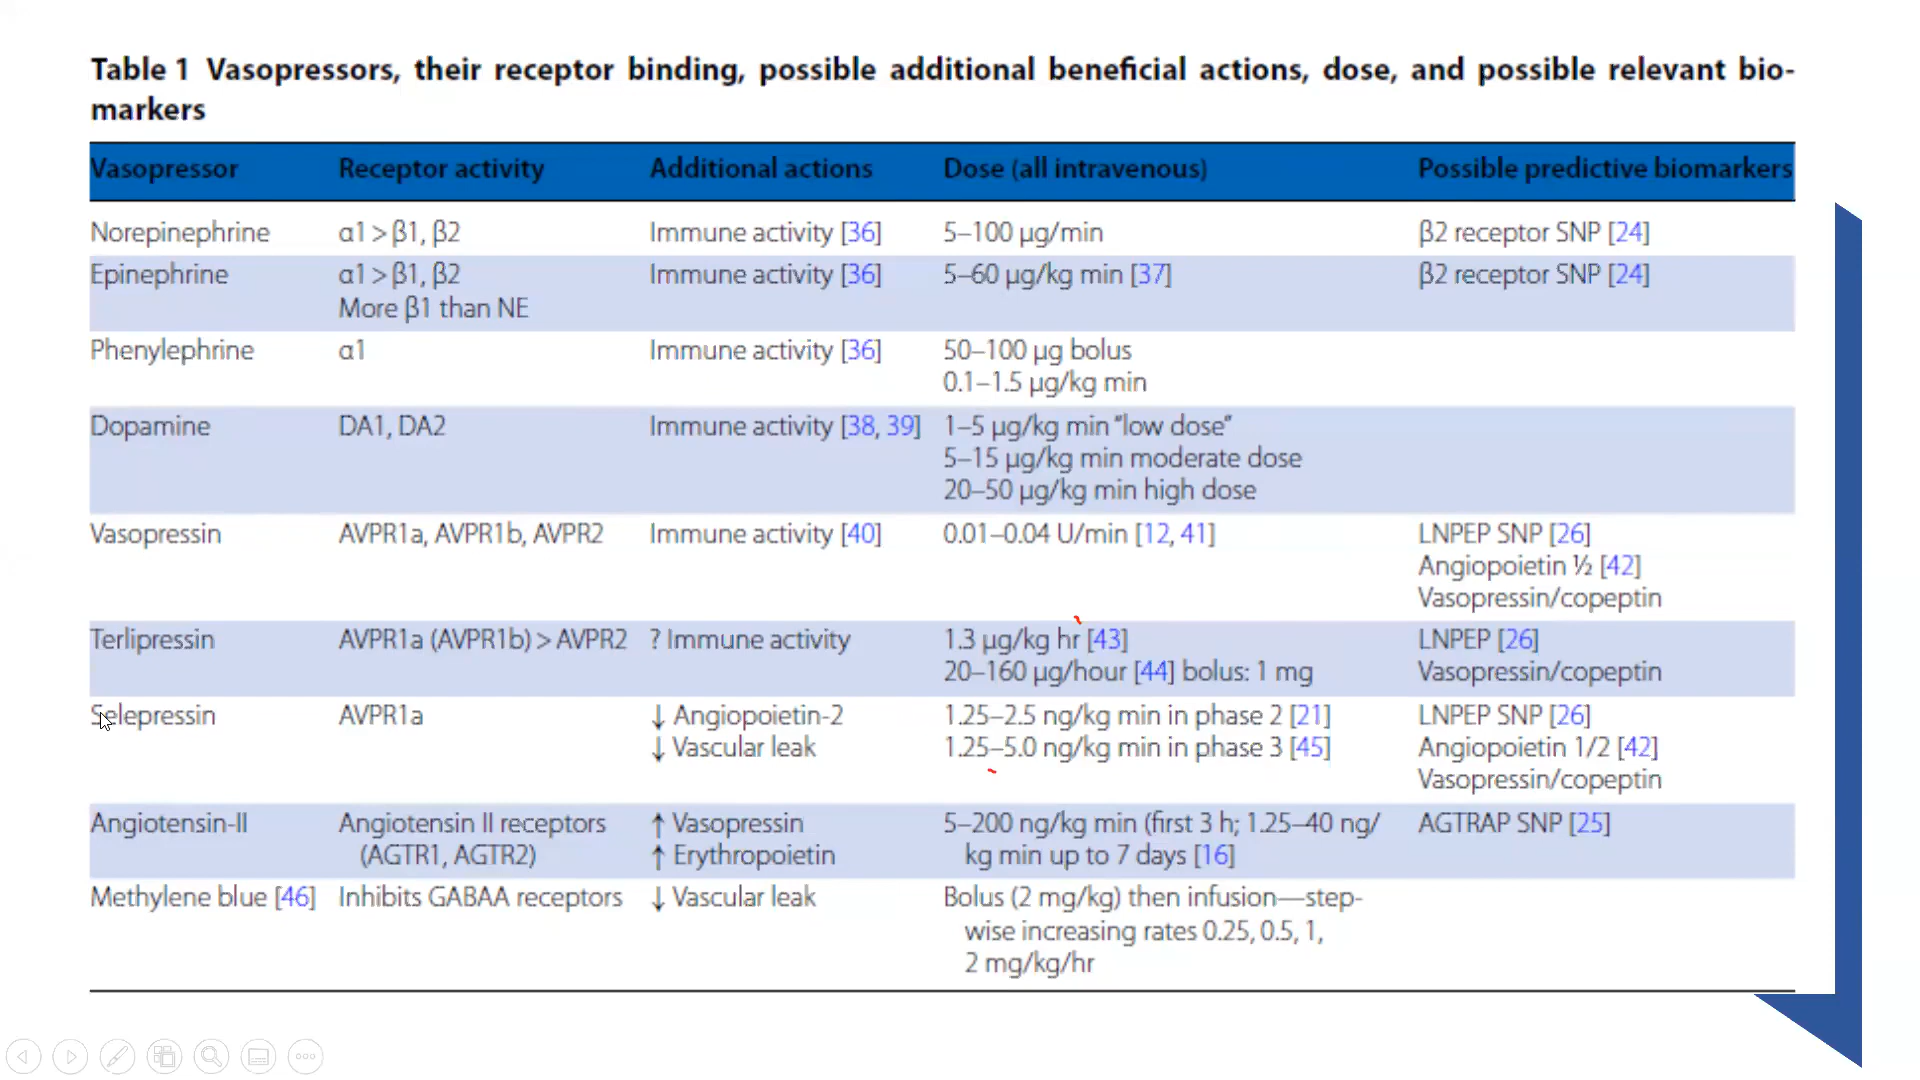 Table 1 Vasopressors, their receptor binding, possible additional beneficial actions, dose, and possible relevant bio-
markers
Vasopressor Receptor activity Additional actions Dose (all intravenous) Possible predictive biomarkers
Norepinephrine α1 > β1, β2 Immune activity [36] 5–100 µg/min β2 receptor SNP [24]
Epinephrine α1 > β1, β2 Immune activity [36] 5–60 µg/kg min [37] β2 receptor SNP [24]
More β1 than NE
Phenylephrine α1 Immune activity [36] 50–100 µg bolus
0.1–1.5 µg/kg min
Dopamine DA1, DA2 Immune activity [38, 39] 1–5 µg/kg min "low dose"
5–15 µg/kg min moderate dose
20–50 µg/kg min high dose
Vasopressin AVPR1a, AVPR1b, AVPR2 Immune activity [40] 0.01–0.04 U/min [12, 41] LNPEP SNP [26]
Angiopoietin ½ [42]
Vasopressin/copeptin
Terlipressin AVPR1a (AVPR1b) > AVPR2 ? Immune activity 1.3 µg/kg hr [43] LNPEP [26]
20–160 µg/hour [44] bolus: 1 mg Vasopressin/copeptin
Selepressin AVPR1a ↓ Angiopoietin-2 1.25–2.5 ng/kg min in phase 2 [21] LNPEP SNP [26]
↓ Vascular leak 1.25–5.0 ng/kg min in phase 3 [45] Angiopoietin 1/2 [42]
Vasopressin/copeptin
Angiotensin-II Angiotensin II receptors ↑ Vasopressin 5–200 ng/kg min (first 3 h; 1.25–40 ng/ AGTRAP SNP [25]
(AGTR1, AGTR2) ↑ Erythropoietin kg min up to 7 days [16]
Methylene blue [46] Inhibits GABAA receptors ↓ Vascular leak Bolus (2 mg/kg) then infusion—step-
wise increasing rates 0.25, 0.5, 1,
2 mg/kg/hr